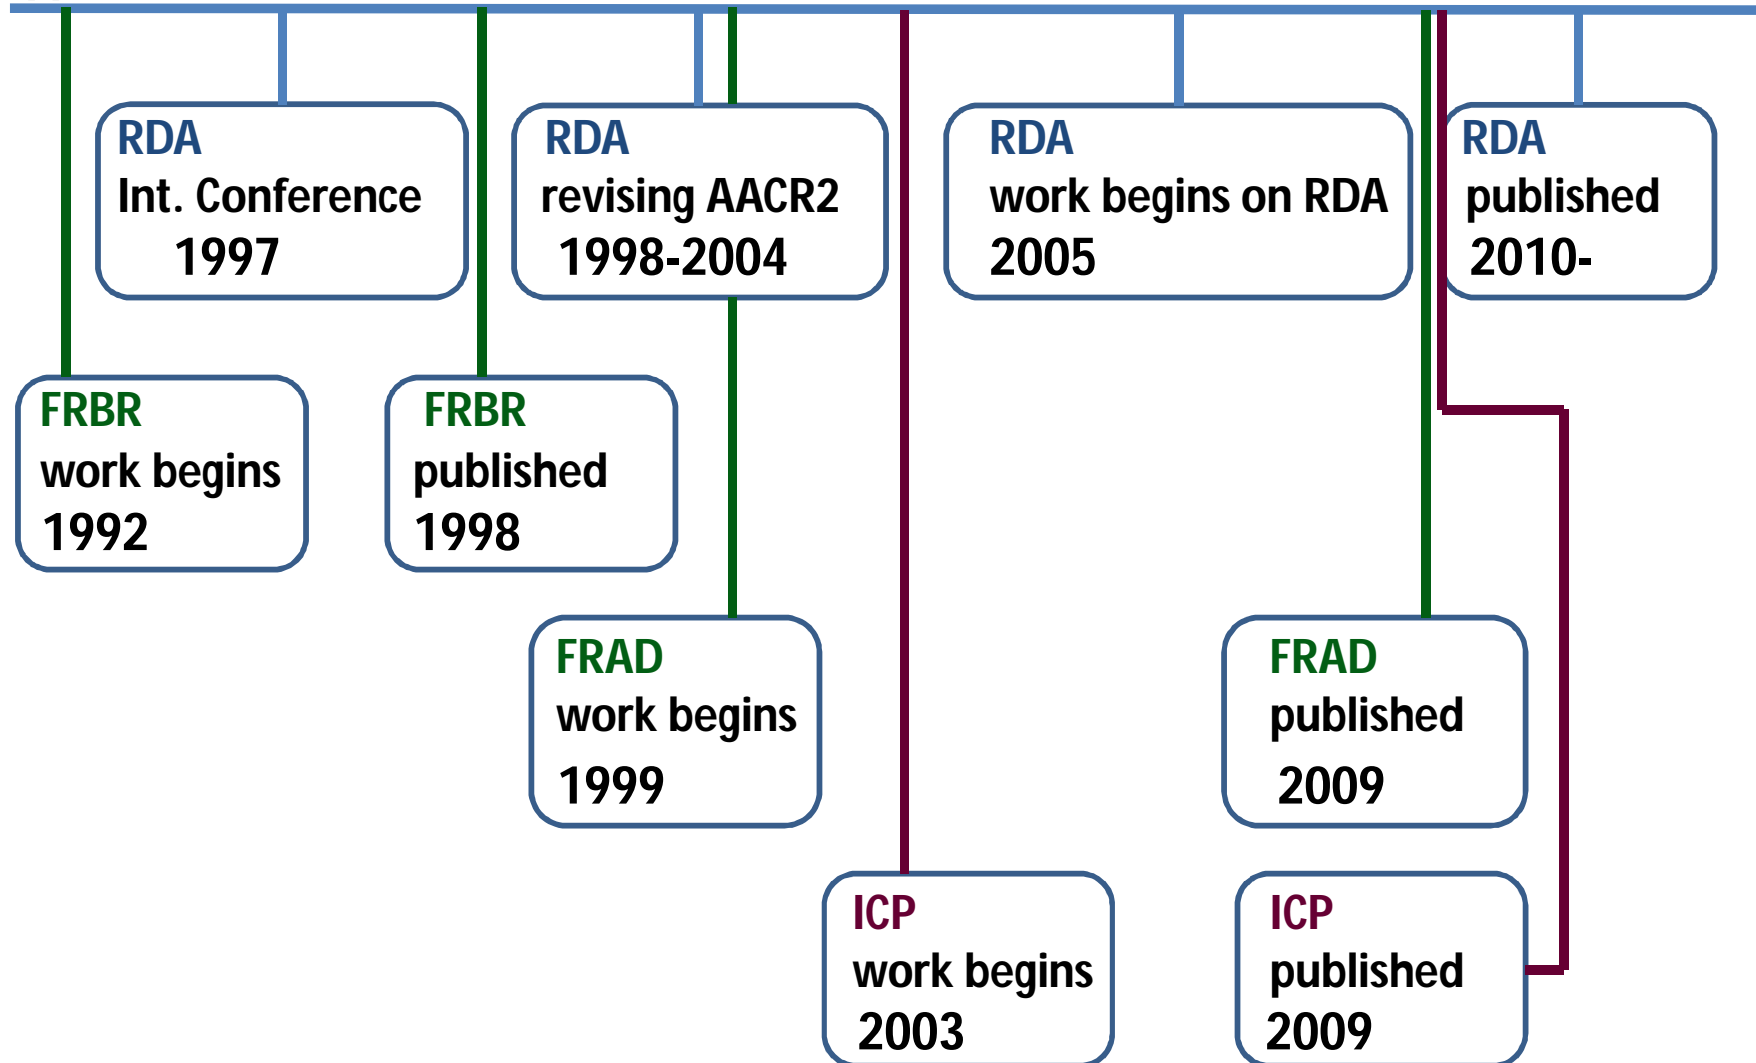 RDA
Int. Conference
1997
RDA
revising AACR2
1998-2004
RDA
work begins on RDA
2005
RDA
published
2010-
FRBR
work begins
1992
FRBR
published
1998
FRAD
work begins
1999
FRAD
published
2009
ICP
work begins
2003
ICP
published
2009